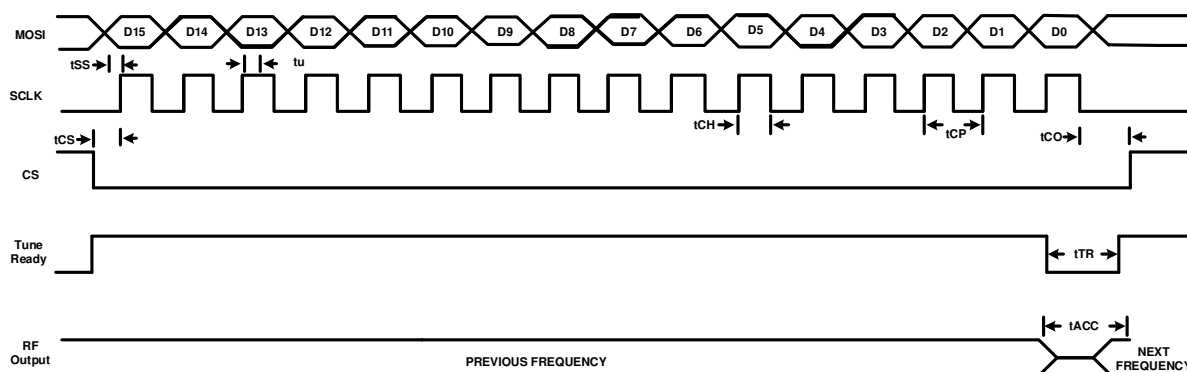 MOSI
D15 D14 D13 D12 D11 D10 D9 D8 D7 D6 D5 D4 D3 D2 D1 D0
tSS
tu
SCLK
tCH
tCP
tCS
tCO
CS
Tune
Ready
tTR
tACC
RF
Output
PREVIOUS FREQUENCY
NEXT
FREQUENCY